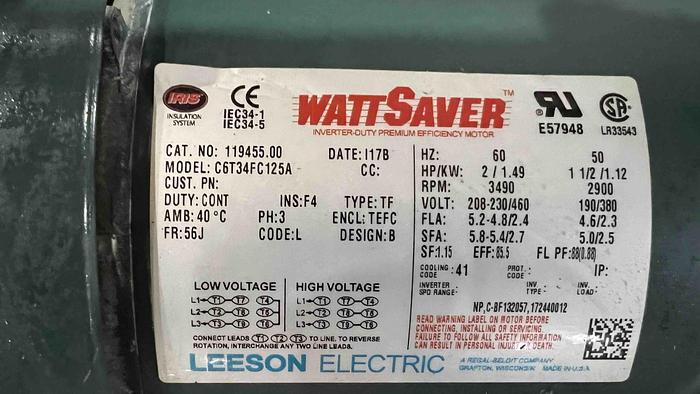 IRIS
INSULATION
SYSTEM
CE
IEC34-1
IEC34-5
WATTSAVER™
INVERTER-DUTY PREMIUM EFFICIENCY MOTOR
E57948
SA
LR33543
CAT. NO: 119455.00 DATE: I17B
MODEL: C6T34FC125A CC:
CUST. PN:
DUTY: CONT INS: F4 TYPE: TF
AMB: 40 °C PH: 3 ENCL: TEFC
FR: 56J CODE: L DESIGN: B
HZ: 60 50
HP/KW: 2 / 1.49 1 1/2 /1.12
RPM: 3490 2900
VOLT: 208-230/460 190/380
FLA: 5.2-4.8/2.4 4.6/2.3
SFA: 5.8-5.4/2.7 5.0/2.5
SF: 1.15 EFF: 85.5 FL PF: 88(0.88)
COOLING CODE : 41 PROT. CODE : IP:
INVERTER SPD RANGE- INV TYPE - INV. LOAD-
NP,C-BF132057,172440012
LOW VOLTAGE HIGH VOLTAGE
L1 T1 T7 T4 L1 T1 T7 T4
L2 T2 T8 T5 L2 T2 T8 T5
L3 T3 T9 T6 L3 T3 T9 T6
CONNECT LEADS T1 T2 T3 TO LINE. TO REVERSE
ROTATION, INTERCHANGE ANY TWO LINE LEADS.
READ WARNING LABEL ON MOTOR BEFORE
CONNECTING, INSTALLING OR SERVICING.
FAILURE TO FOLLOW ALL SAFETY INFORMATION
CAN RESULT IN PERSONAL INJURY OR DEATH.
LEESON ELECTRIC
A REGAL-BELOIT COMPANY
GRAFTON, WISCONSIN MADE IN U.S.A